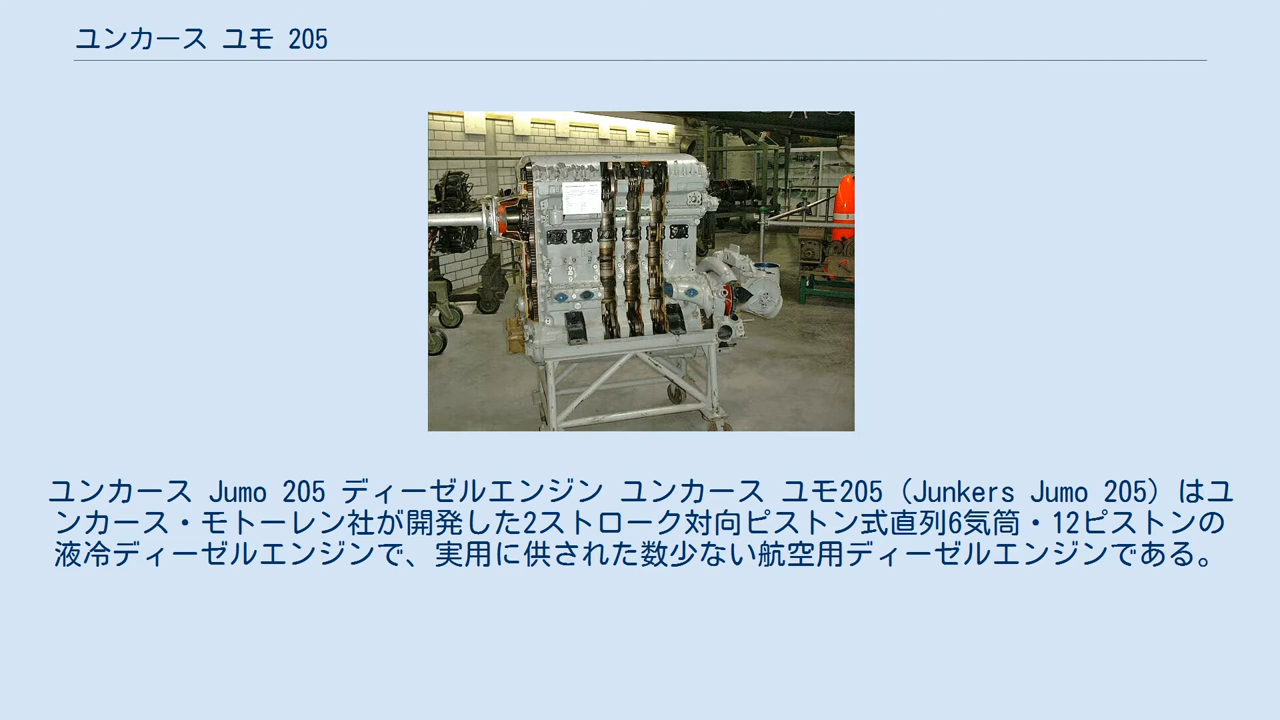 ユンカース ユモ 205
ユンカース Jumo 205 ディーゼルエンジン ユンカース ユモ205（Junkers Jumo 205）はユ
ンカース・モトーレン社が開発した2ストローク対向ピストン式直列6気筒・12ピストンの
液冷ディーゼルエンジンで、実用に供された数少ない航空用ディーゼルエンジンである。